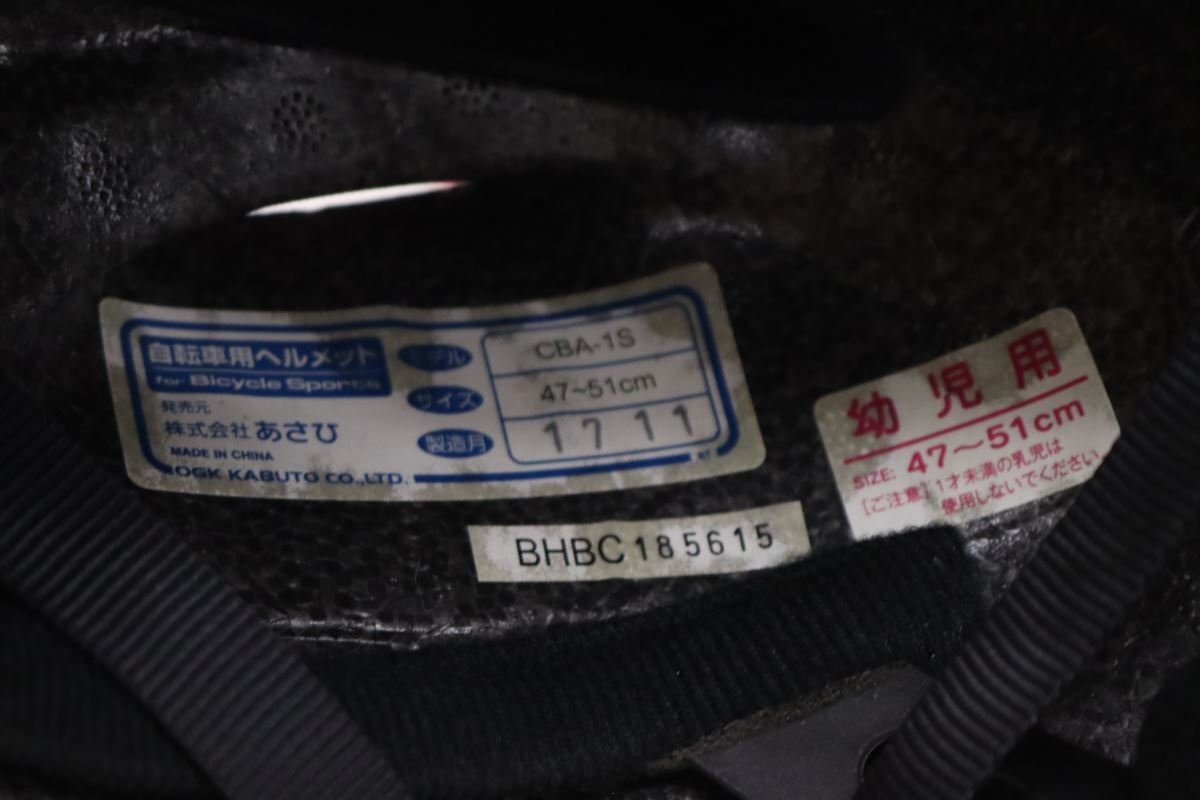 自転車用ヘルメット
for Bicycle Sports
発売元
株式会社 あさひ
MADE IN CHINA
OGK KABUTO CO.,LTD.
モデル CBA-1S
サイズ 47~51cm
製造月 1711
幼児用
SIZE: 47～51cm
[ご注意] 1才未満の乳児は
使用しないでください
BHBC185615